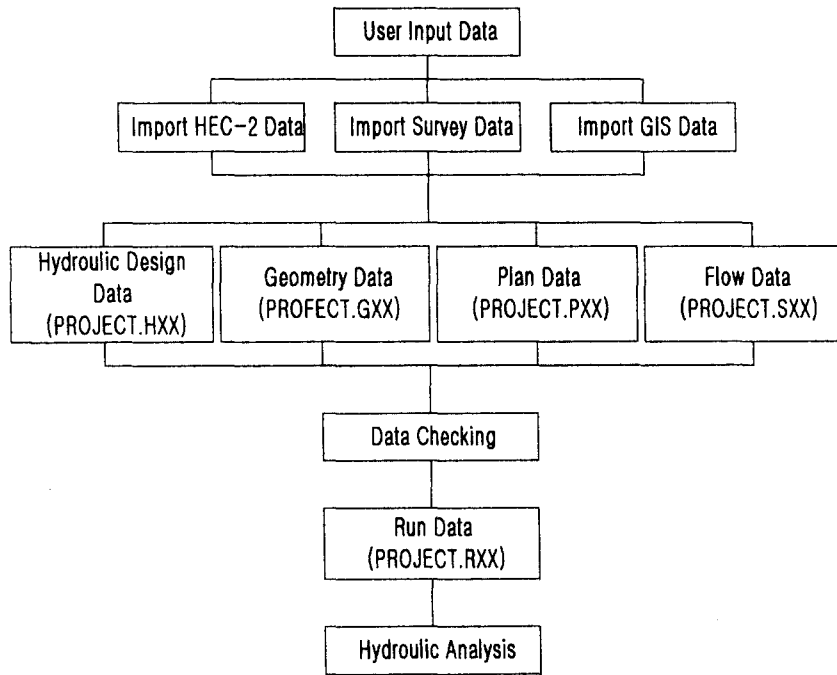 User Input Data
Import HEC-2 Data
Import Survey Data
Import GIS Data
Hydroulic Design
Data
(PROJECT.HXX)
Geometry Data
(PROFECT.GXX)
Plan Data
(PROJECT.PXX)
Flow Data
(PROJECT.SXX)
Data Checking
Run Data
(PROJECT.RXX)
Hydroulic Analysis